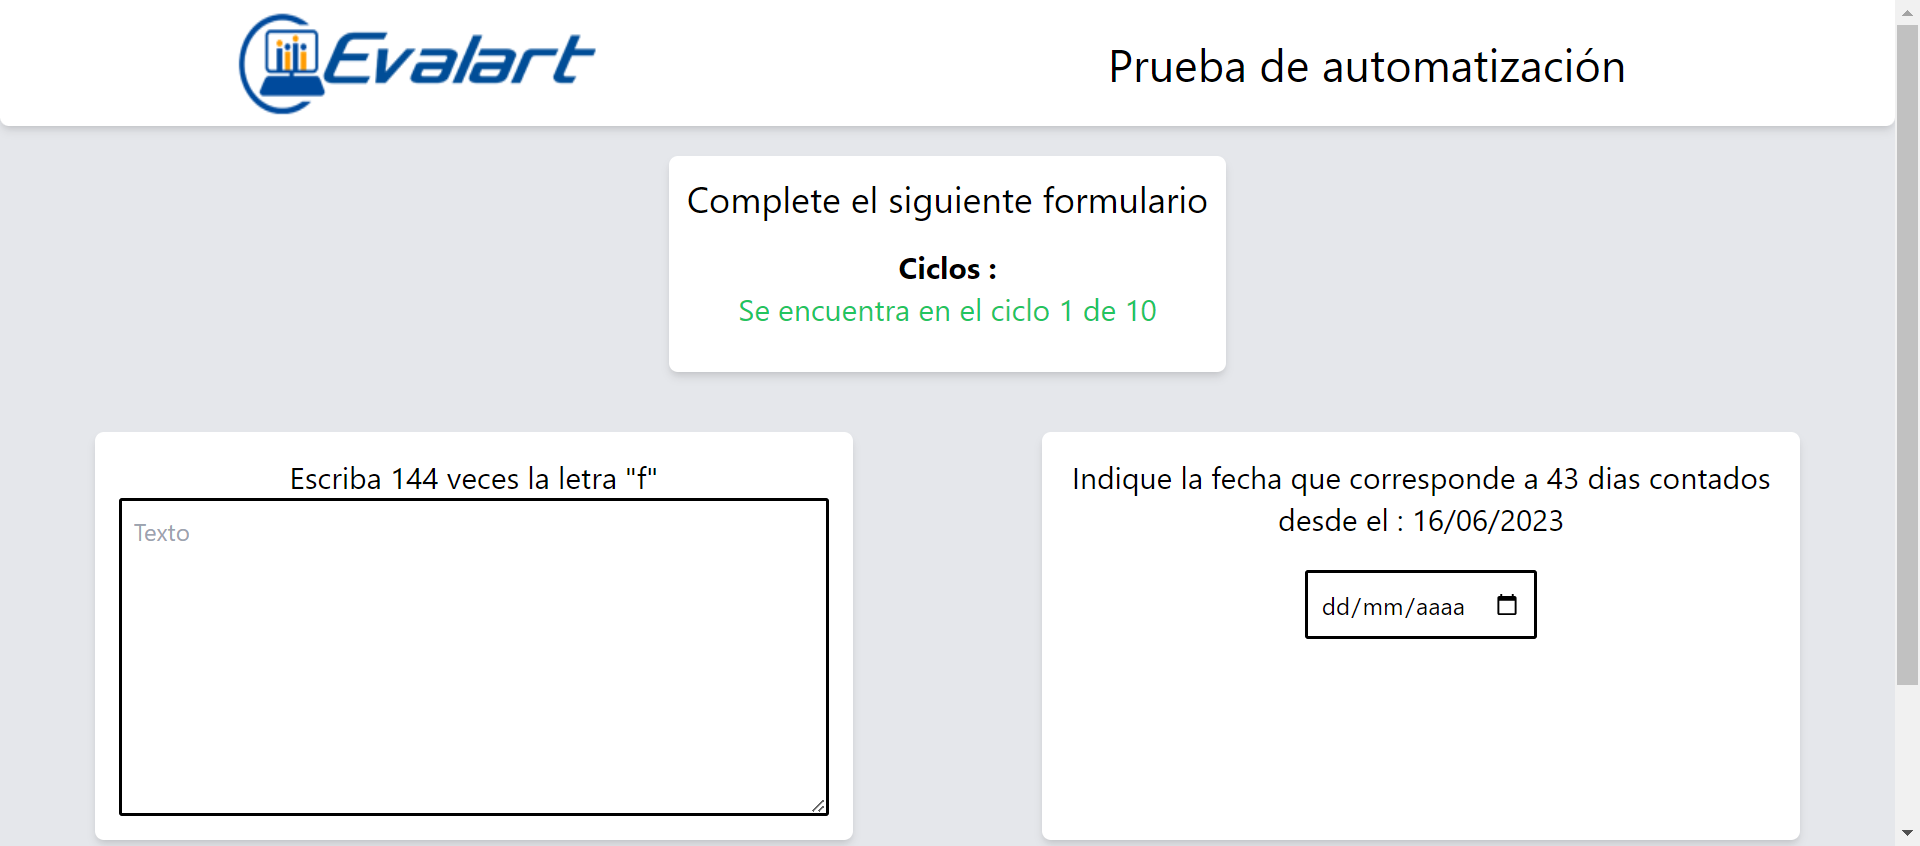 Evalart
Prueba de automatización
Complete el siguiente formulario
Ciclos :
Se encuentra en el ciclo 1 de 10
Escriba 144 veces la letra "f"
Texto
Indique la fecha que corresponde a 43 dias contados
desde el : 16/06/2023
dd/mm/aaaa